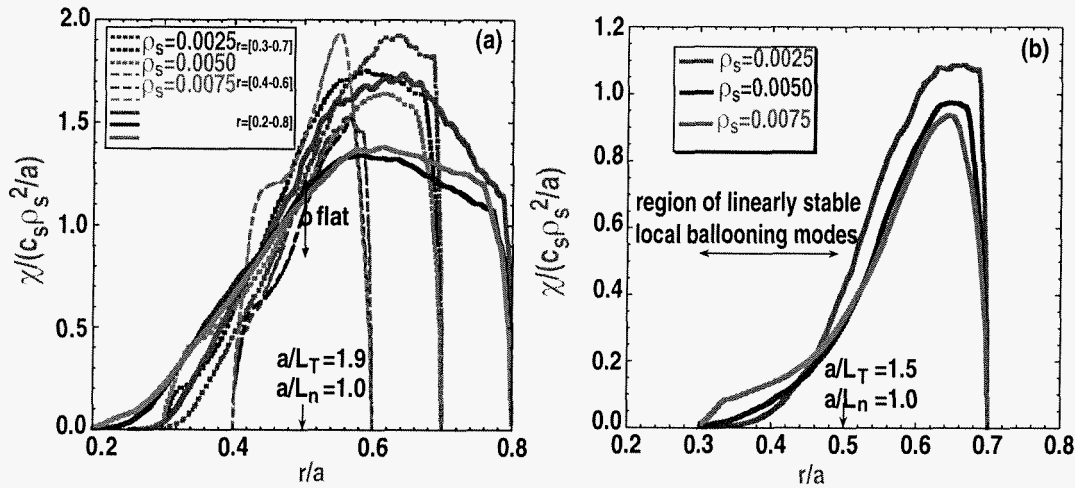 (a)
ρs=0.0025 r=[0.3-0.7]
ρs=0.0050
ρs=0.0075 r=[0.4-0.6]
r=[0.2-0.8]
2.0
1.5
1.0
0.5
0.0
χ/(csρs²/a)
ρ flat
a/LT=1.9
a/Ln=1.0
0.2 0.3 0.4 0.6 0.8
r/a
(b)
ρs=0.0025
ρs=0.0050
ρs=0.0075
1.2
1.0
0.8
0.6
0.4
0.2
0.0
χ/(csρs²/a)
region of linearly stable
local ballooning modes
a/LT=1.5
a/Ln=1.0
0.2 0.3 0.4 0.5 0.6 0.7 0.8
r/a